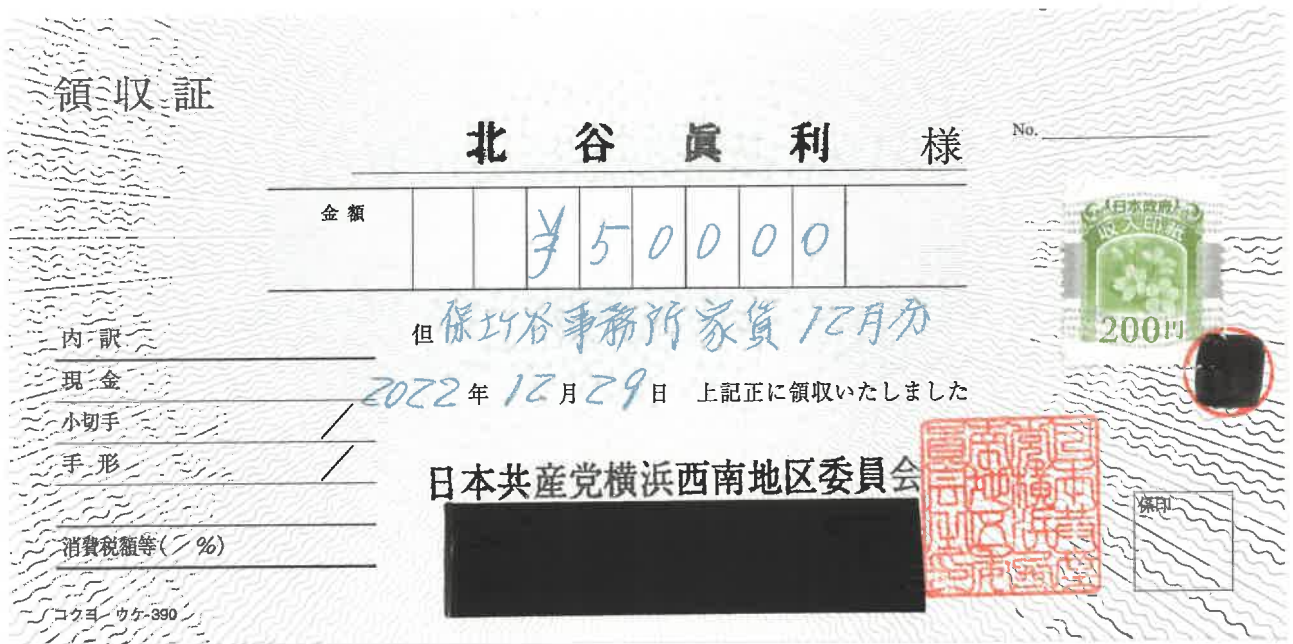 領収証
北谷眞利 様
No.
金額
¥50000
但 保土ケ谷事務所家賃 12月分
2022年12月29日 上記正に領収いたしました
内訳
現金
小切手 /
手形 /
消費税額等( / %)
日本共産党横浜西南地区委員会
日本政府
収入印紙
200円
係印
コクヨ ウケ-390